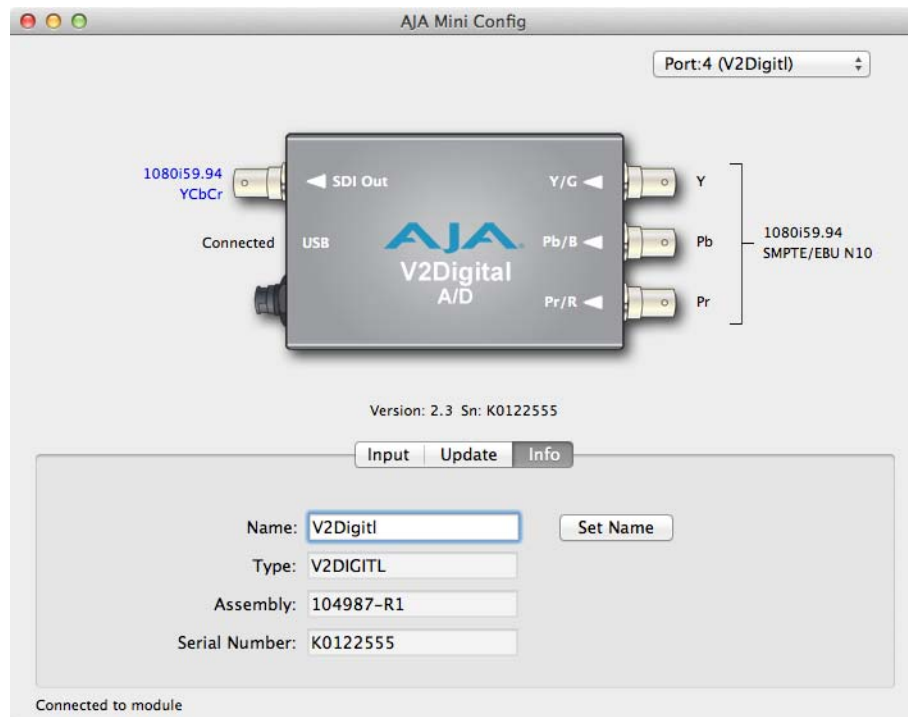 AJA Mini Config
Port:4 (V2Digitl)
1080i59.94
YCbCr
SDI Out
Y/G
Y
Connected
USB
AJA
Pb/B
Pb
1080i59.94
SMPTE/EBU N10
V2Digital
A/D
Pr/R
Pr
Version: 2.3 Sn: K0122555
Input Update Info
Name: V2Digitl Set Name
Type: V2DIGITL
Assembly: 104987-R1
Serial Number: K0122555
Connected to module